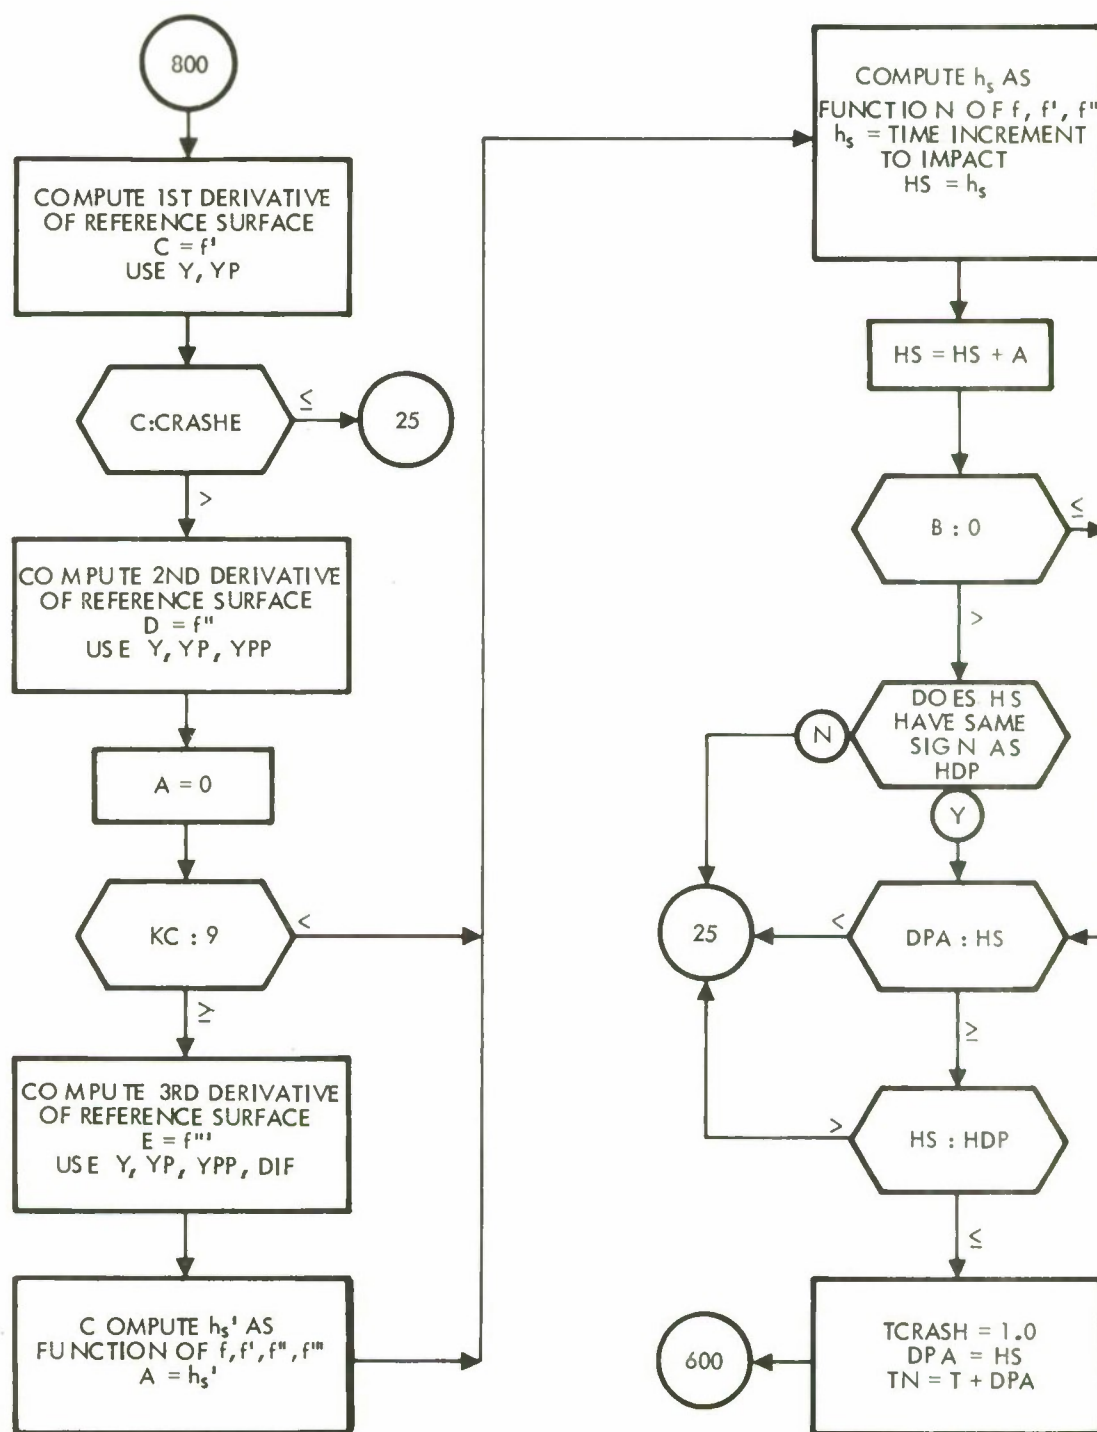 800
COMPUTE 1ST DERIVATIVE
OF REFERENCE SURFACE
C = f'
USE Y, YP
C:CRASHE
≤
25
>
COMPUTE 2ND DERIVATIVE
OF REFERENCE SURFACE
D = f"
USE Y, YP, YPP
A = 0
KC : 9
<
≥
COMPUTE 3RD DERIVATIVE
OF REFERENCE SURFACE
E = f"'
USE Y, YP, YPP, DIF
COMPUTE hs' AS
FUNCTION OF f, f', f", f"'
A = hs'
COMPUTE hs AS
FUNCTION OF f, f', f"
hs = TIME INCREMENT
TO IMPACT
HS = hs
HS = HS + A
B : 0
≤
>
DOES HS
HAVE SAME
SIGN AS
HDP
N
Y
25
<
DPA : HS
≥
>
HS : HDP
≤
TCRASH = 1.0
DPA = HS
TN = T + DPA
600